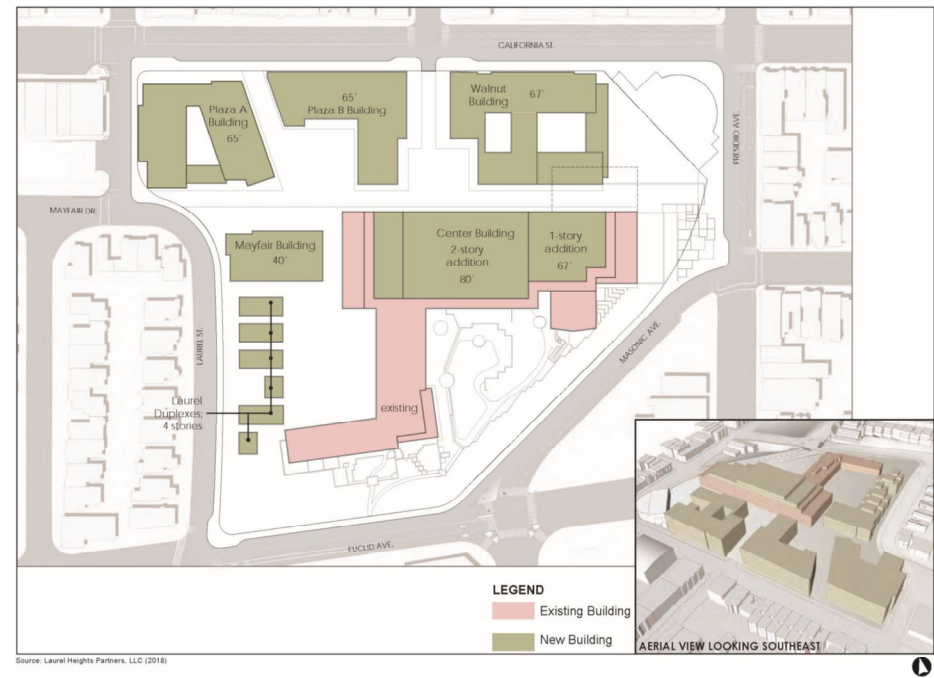 CALIFORNIA ST.
Plaza A
Building
65'
65'
Plaza B Building
Walnut
Building
67'
PRESIDIO AVE.
MAYFAIR DR.
Mayfair Building
40'
Center Building
2-story
addition
80'
1-story
addition
67'
LAUREL ST.
MASONIC AVE.
Laurel
Duplexes;
4 stories
existing
EUCLID AVE.
LEGEND
Existing Building
New Building
AERIAL VIEW LOOKING SOUTHEAST
Source: Laurel Heights Partners, LLC (2018)